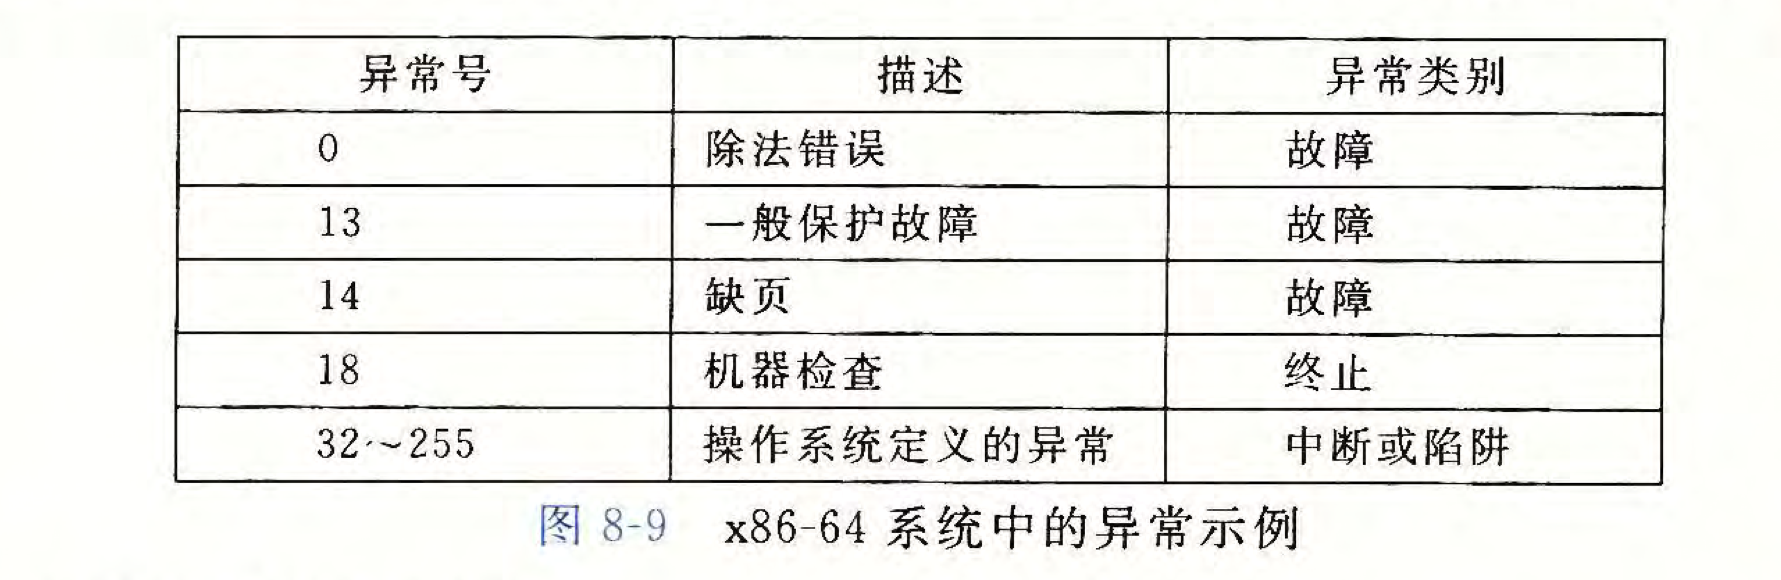 异常号 描述 异常类别
0 除法错误 故障
13 一般保护故障 故障
14 缺页 故障
18 机器检查 终止
32~255 操作系统定义的异常 中断或陷阱
图 8-9 x86-64 系统中的异常示例